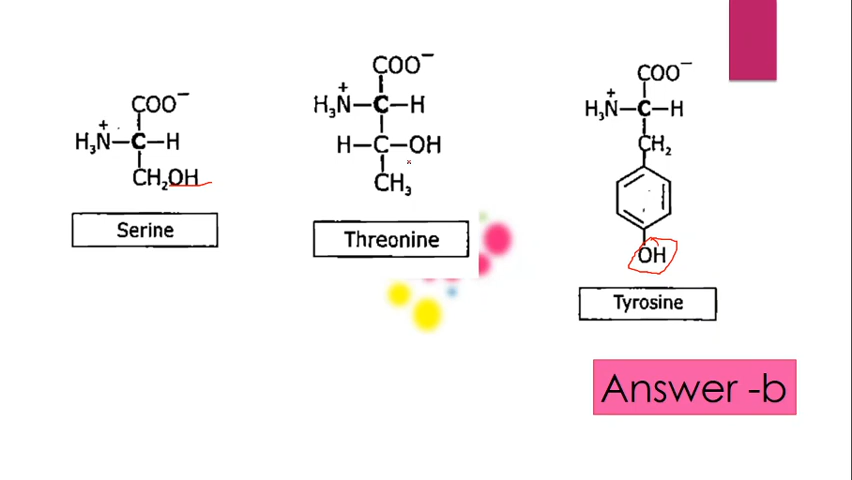 COO⁻
H₃N⁺–C–H
CH₂OH
Serine
COO⁻
H₃N⁺–C–H
H–C–OH
CH₃
Threonine
COO⁻
H₃N⁺–C–H
CH₂
OH
Tyrosine
Answer -b